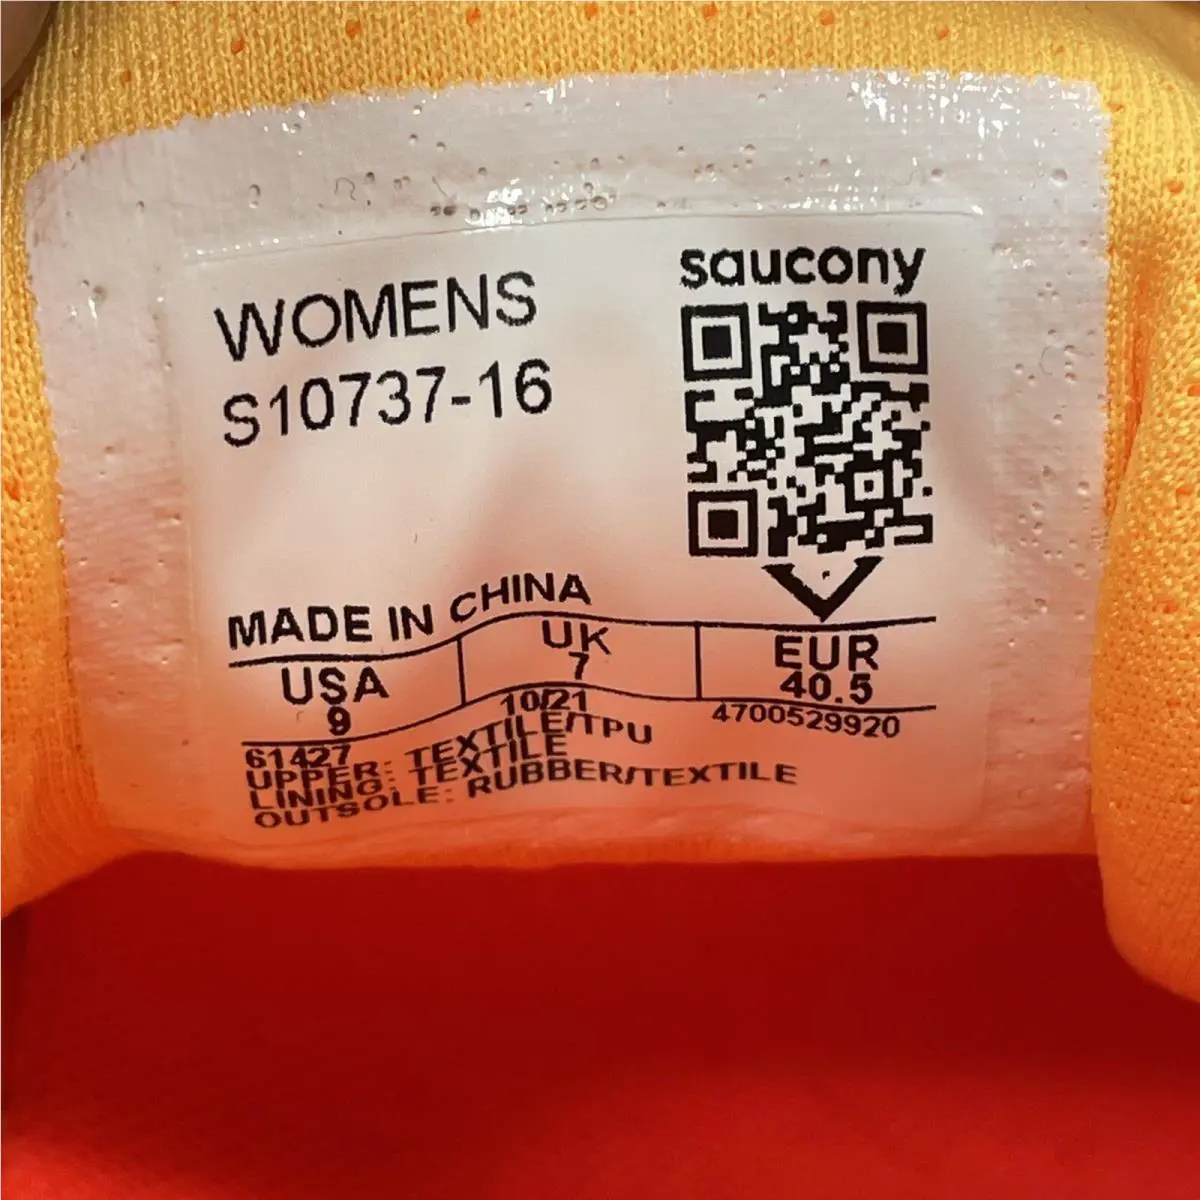 WOMENS
S10737-16
saucony
MADE IN CHINA
USA
9
UK
7
EUR
40.5
61427
10/21
4700529920
UPPER: TEXTILE/TPU
LINING: TEXTILE
OUTSOLE: RUBBER/TEXTILE